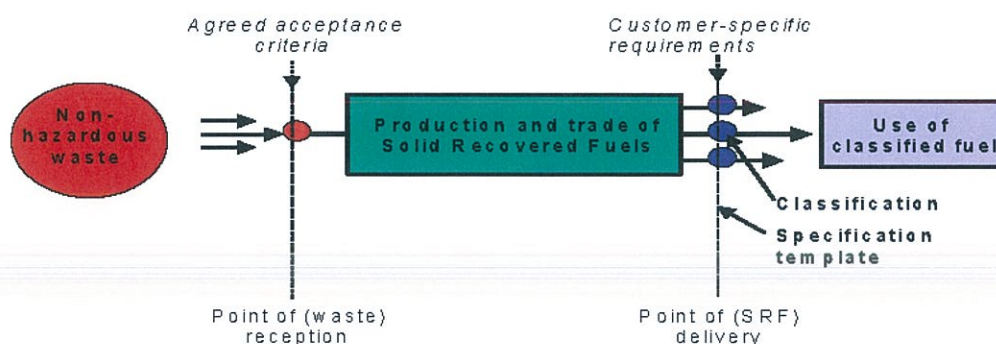 Agreed acceptance
criteria
Customer-specific
requirements
Non-
hazardous
waste
Production and trade of
Solid Recovered Fuels
Use of
classified fuel
Classification
Specification
template
Point of (waste)
reception
Point of (SRF)
delivery